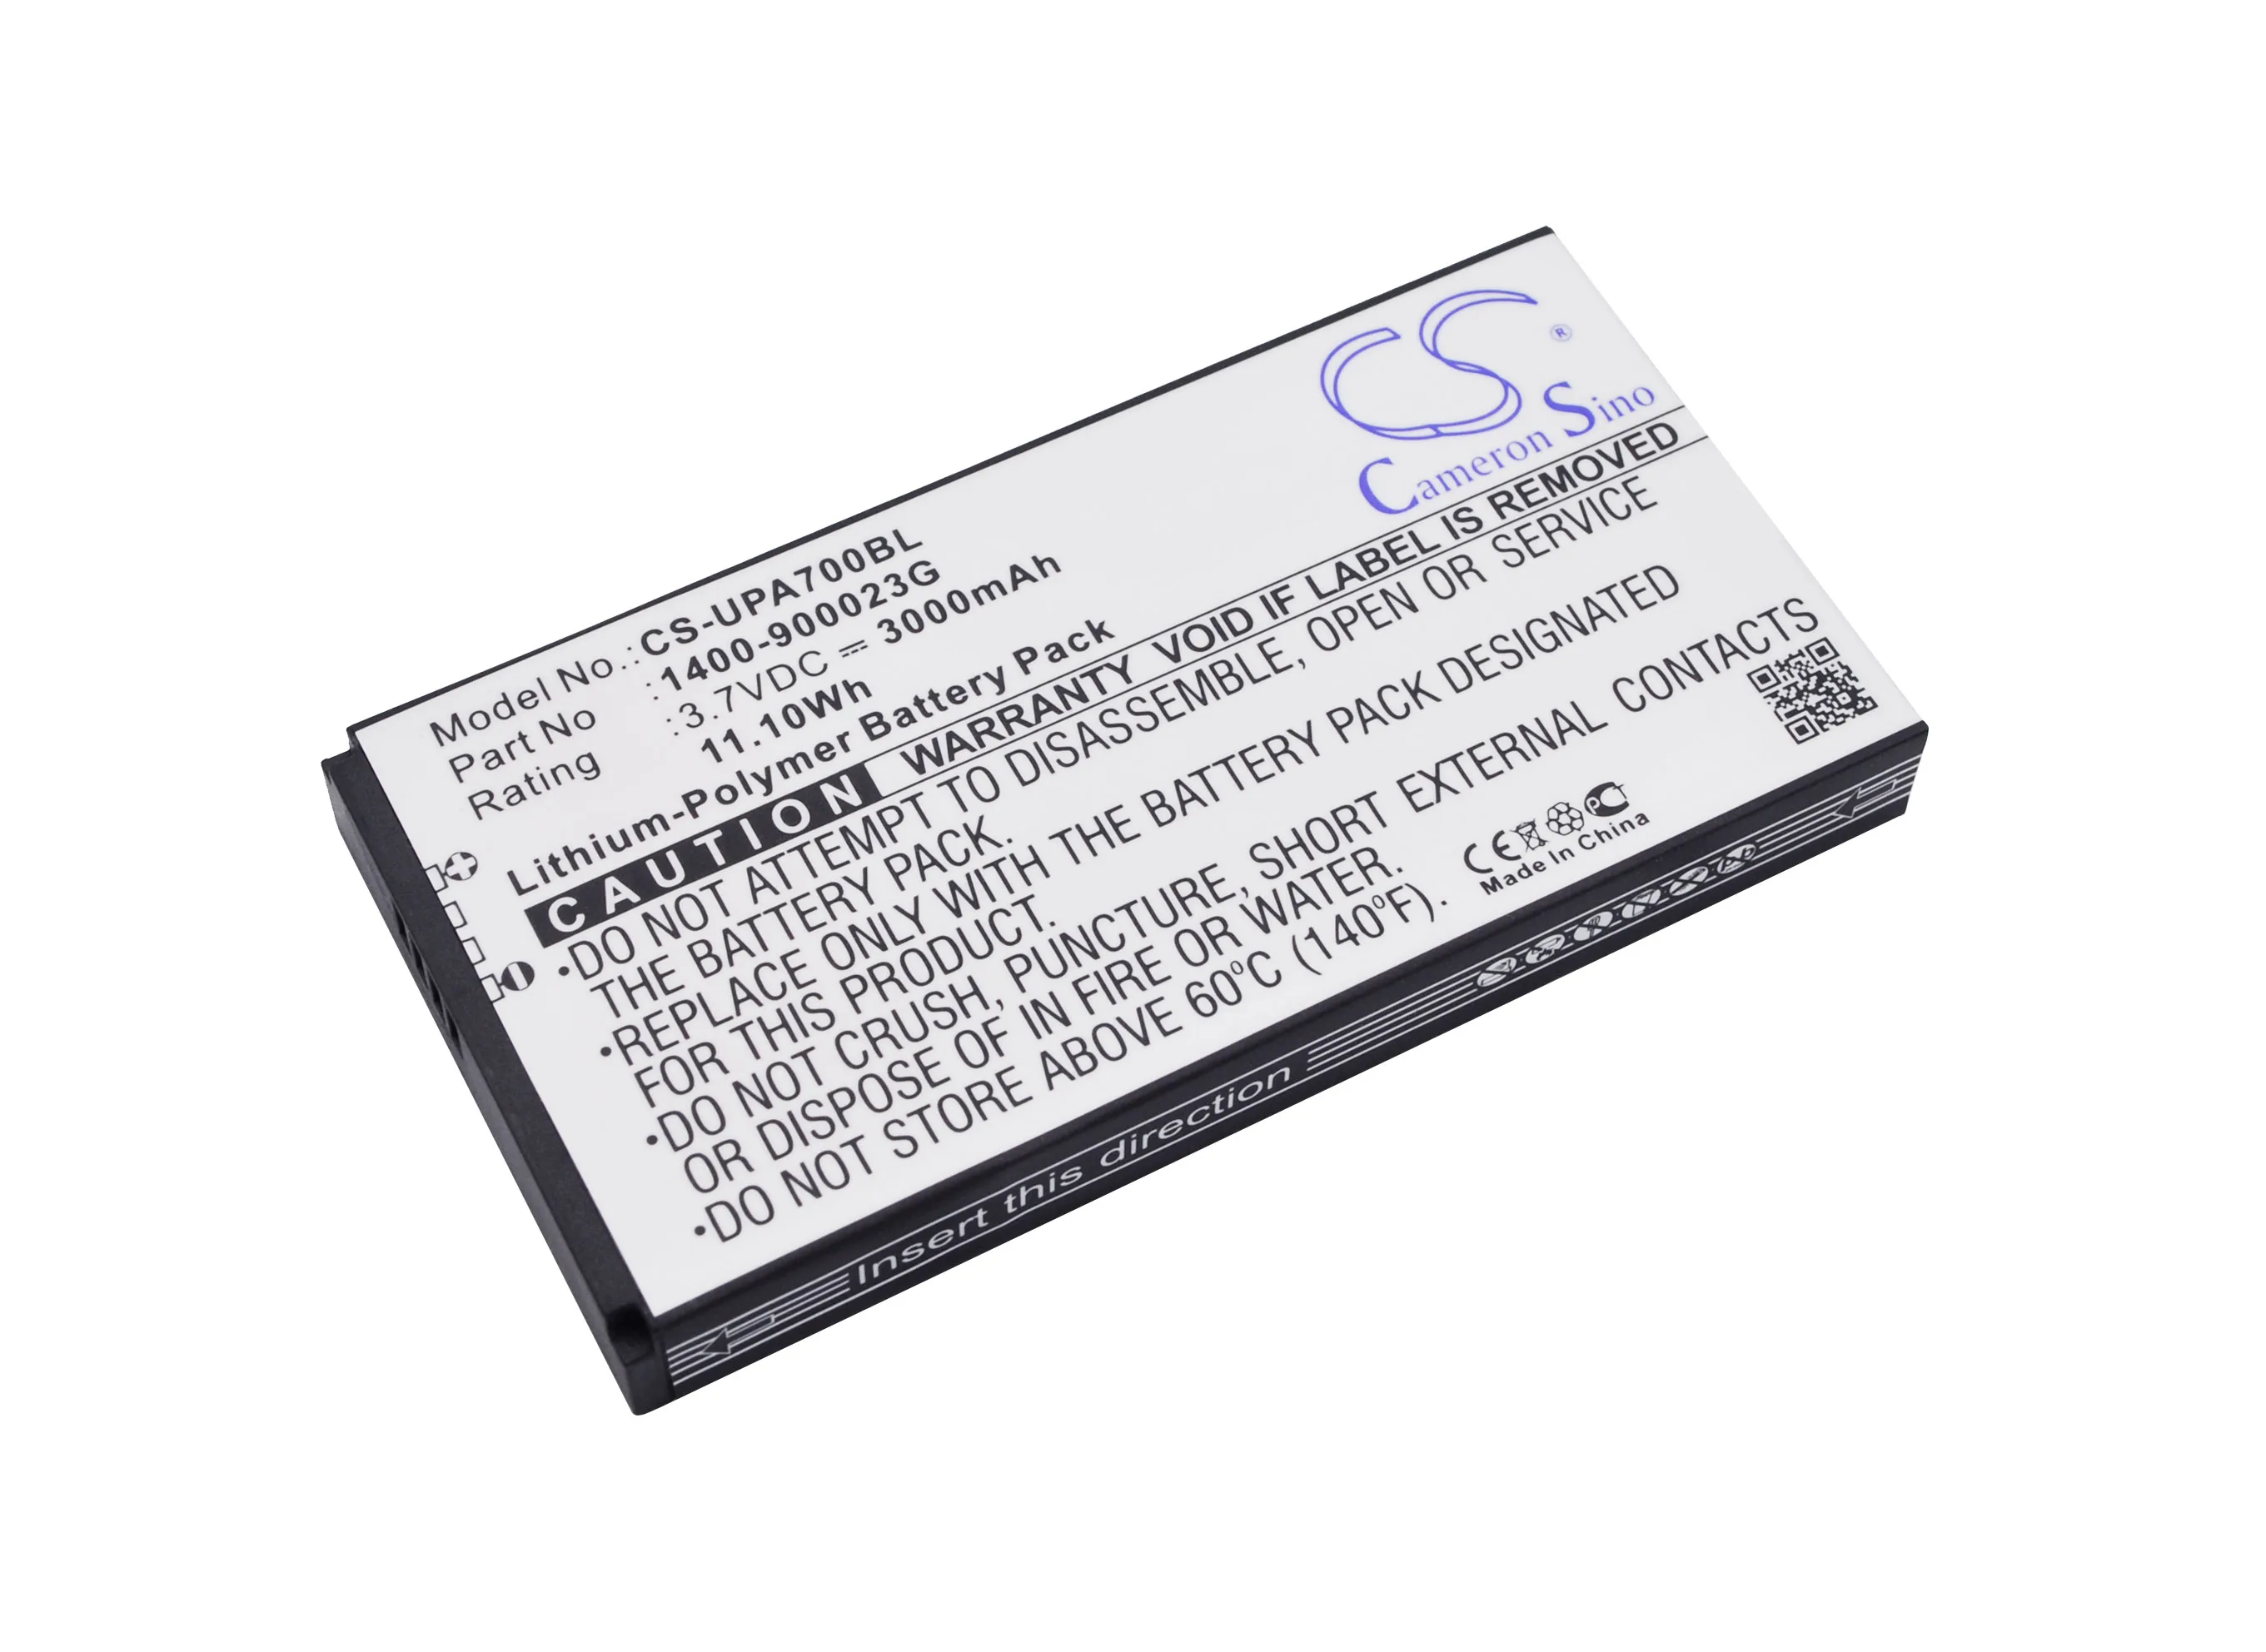 CS ®
Cameron Sino
Model No.: CS-UPA700BL
Part No : 1400-900023G
Rating : 3.7VDC ⎓ 3000mAh
11.10Wh
Lithium-Polymer Battery Pack
CAUTION WARRANTY VOID IF LABEL IS REMOVED
•DO NOT ATTEMPT TO DISASSEMBLE, OPEN OR SERVICE
THE BATTERY PACK.
•REPLACE ONLY WITH THE BATTERY PACK DESIGNATED
FOR THIS PRODUCT.
•DO NOT CRUSH, PUNCTURE, SHORT EXTERNAL CONTACTS
OR DISPOSE OF IN FIRE OR WATER.
•DO NOT STORE ABOVE 60°C (140°F).
CE PCT
Made In China
Insert this direction